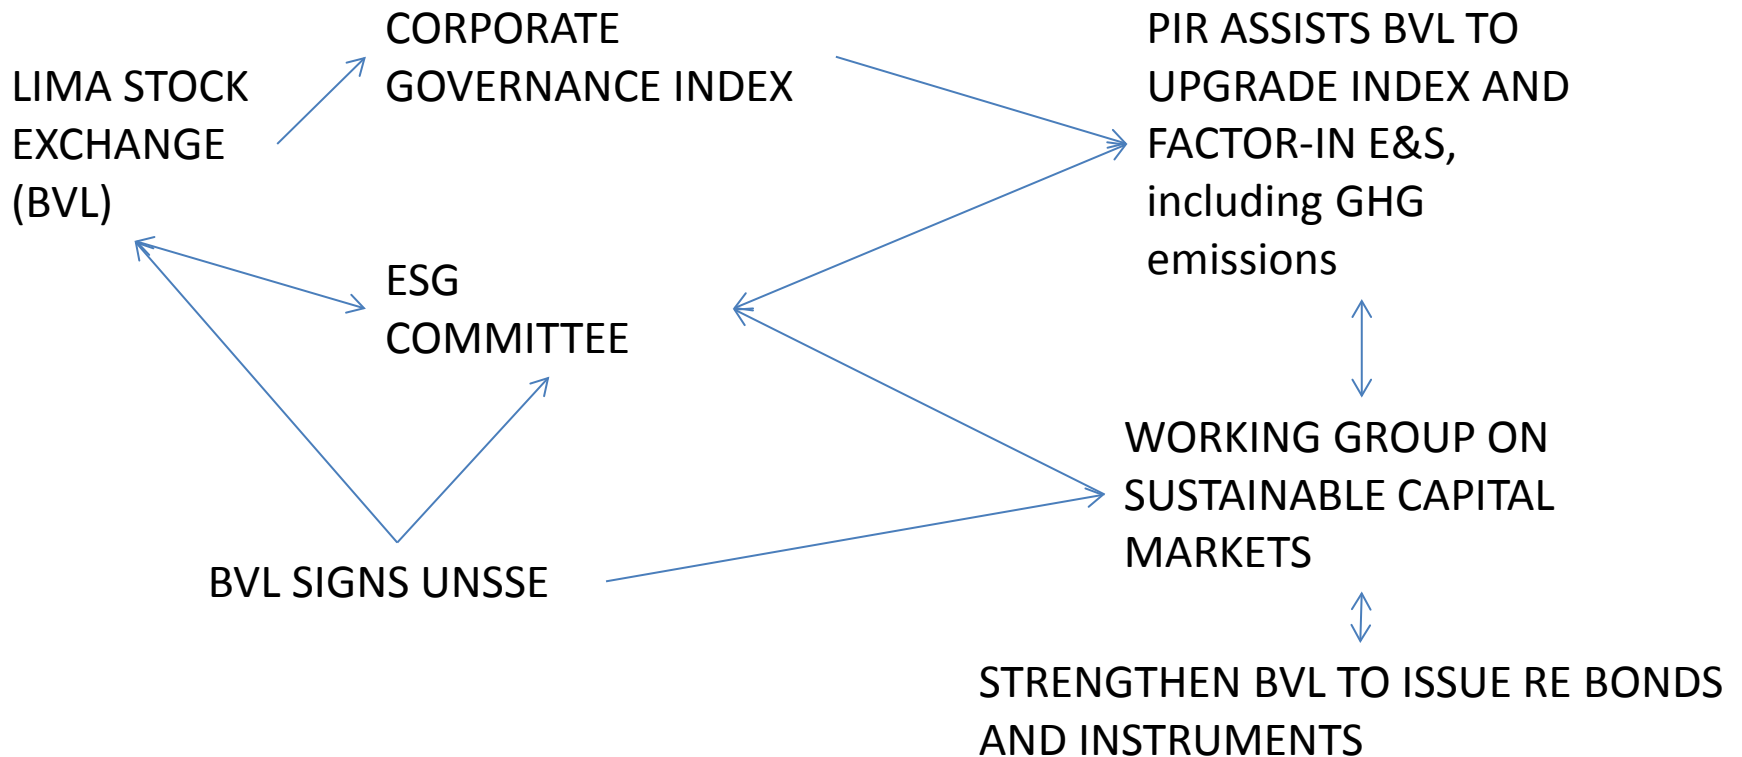 LIMA STOCK
EXCHANGE
(BVL)
CORPORATE
GOVERNANCE INDEX
PIR ASSISTS BVL TO
UPGRADE INDEX AND
FACTOR-IN E&S,
including GHG
emissions
ESG
COMMITTEE
BVL SIGNS UNSSE
WORKING GROUP ON
SUSTAINABLE CAPITAL
MARKETS
STRENGTHEN BVL TO ISSUE RE BONDS
AND INSTRUMENTS